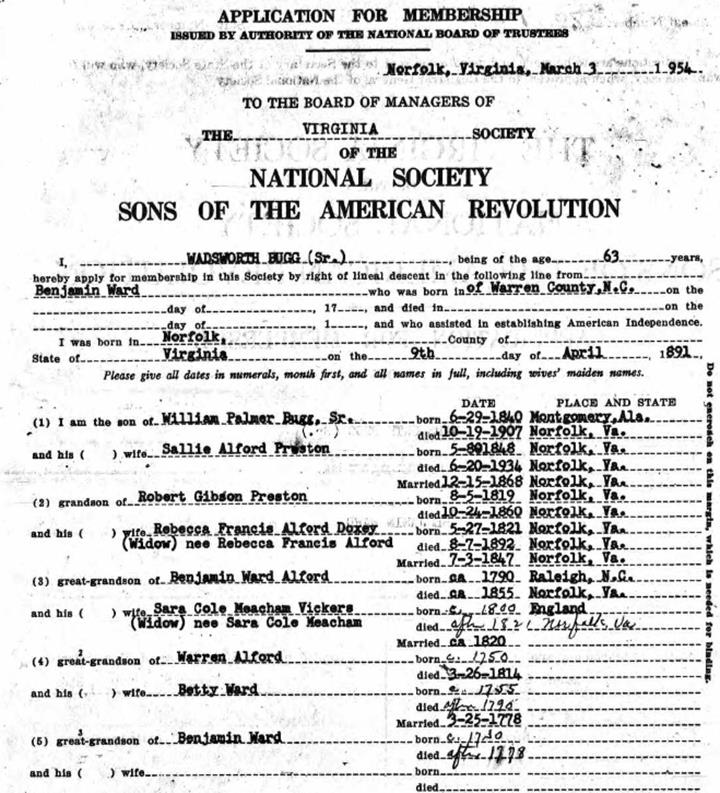 APPLICATION FOR MEMBERSHIP
ISSUED BY AUTHORITY OF THE NATIONAL BOARD OF TRUSTEES
Norfolk, Virginia, March 3 1954.
TO THE BOARD OF MANAGERS OF
THE VIRGINIA SOCIETY
OF THE
NATIONAL SOCIETY
SONS OF THE AMERICAN REVOLUTION
I, WADSWORTH BUGG (Sr.), being of the age 63 years,
hereby apply for membership in this Society by right of lineal descent in the following line from
Benjamin Ward who was born in of Warren County, N.C. on the
day of , 17 , and died in on the
day of 1 , and who assisted in establishing American Independence.
I was born in Norfolk, County of
State of Virginia on the 9th day of April, 1891,
Please give all dates in numerals, month first, and all names in full, including wives' maiden names.
DATE PLACE AND STATE
(1) I am the son of William Palmer Bugg, Sr. born 6-29-1840 Montgomery, Ala.
died 10-19-1907 Norfolk, Va.
and his ( ) wife Sallie Alford Preston born 1848 Norfolk, Va.
died 6-20-1934 Norfolk, Va.
Married 12-15-1868 Norfolk, Va.
(2) grandson of Robert Gibson Preston born 8-5-1819 Norfolk, Va.
died 10-24-1860 Norfolk, Va.
and his ( ) wife Rebecca Francis Alford Doxey born 5-27-1821 Norfolk, Va.
(Widow) nee Rebecca Francis Alford died 8-7-1892 Norfolk, Va.
Married 7-3-1847 Norfolk, Va.
(3) great-grandson of Benjamin Ward Alford born ca 1790 Raleigh, N.C.
died ca 1855 Norfolk, Va.
and his ( ) wife Sara Cole Meacham Vickers born c. 1800 England
(Widow) nee Sara Cole Meacham died after 1821 Norfolk, Va
Married ca 1820
(4) great²-grandson of Warren Alford born c. 1750
died 3-26-1814
and his ( ) wife Betty Ward born c. 1755
died after 1790
Married 3-25-1778
(5) great³-grandson of Benjamin Ward born c.
died after 1778
and his ( ) wife born
died
Do not encroach on this margin, which is needed for binding.